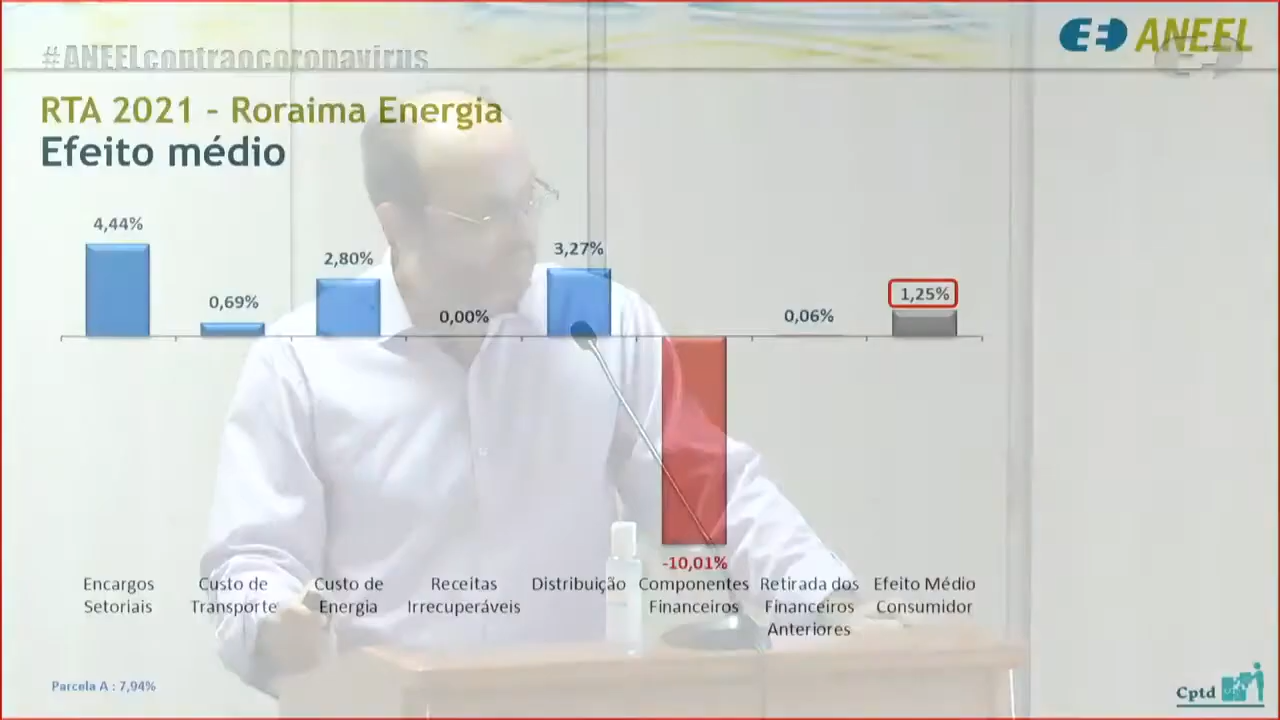 #ANEELcontraocoronavirus
ANEEL
RTA 2021 – Roraima Energia
Efeito médio
4,44%
0,69%
2,80%
0,00%
3,27%
-10,01%
0,06%
1,25%
Encargos
Setoriais
Custo de
Transporte
Custo de
Energia
Receitas
Irrecuperáveis
Distribuição
Componentes
Financeiros
Retirada dos
Financeiros
Anteriores
Efeito Médio
Consumidor
Parcela A : 7,94%
Cptd